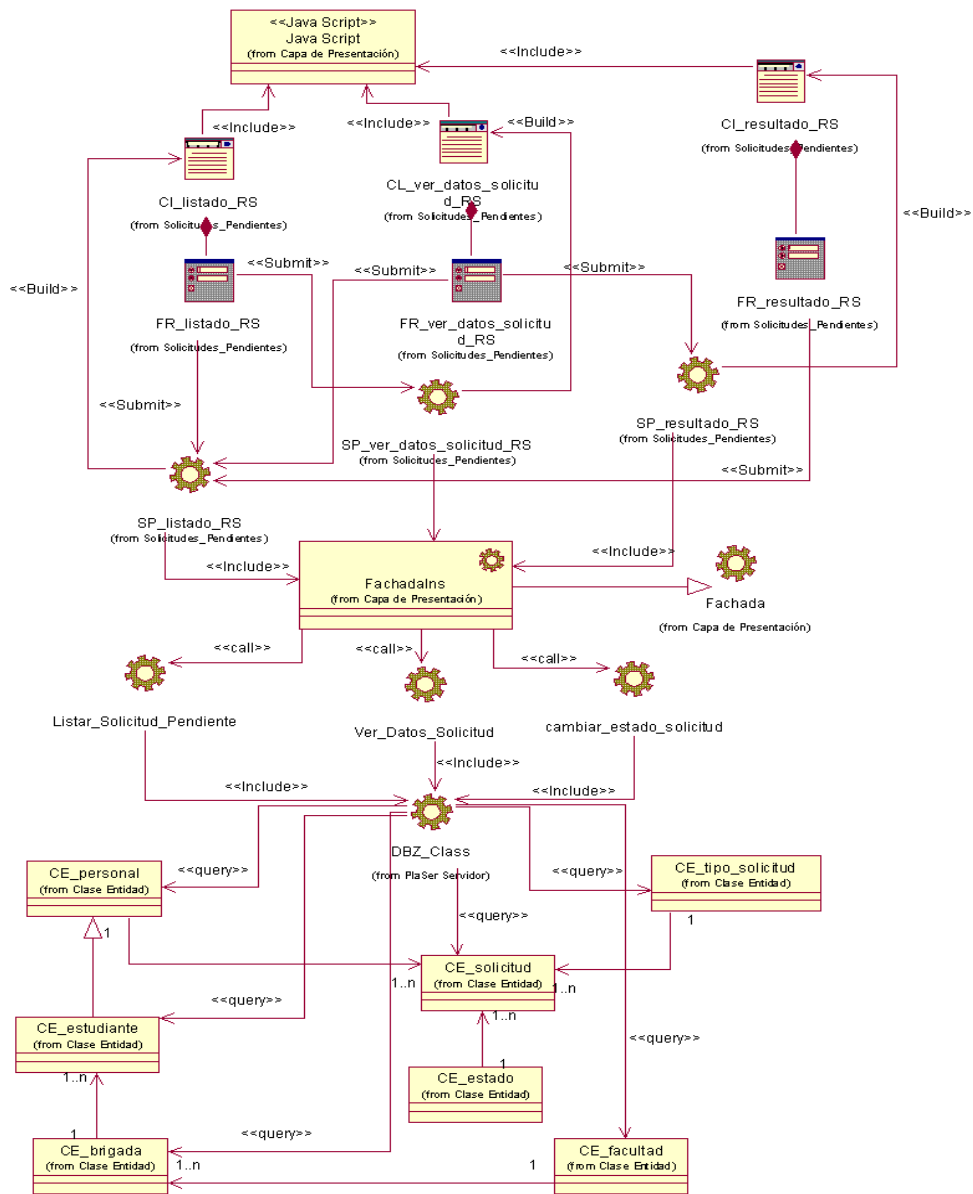 <<Java Script>>
Java Script
(from Capa de Presentación)
<<Include>>
<<Include>>
<<Include>>
<<Build>>
CI_resultado_RS
(from Solicitudes_Pendientes)
CI_listado_RS
(from Solicitudes_Pendientes)
CL_ver_datos_solicitu
d_RS
(from Solicitudes_Pendientes)
<<Build>>
<<Submit>>
<<Submit>>
<<Submit>>
<<Build>>
FR_listado_RS
(from Solicitudes_Pendientes)
FR_ver_datos_solicitu
d_RS
(from Solicitudes_Pendientes)
FR_resultado_RS
(from Solicitudes_Pendientes)
<<Submit>>
SP_resultado_RS
(from Solicitudes_Pendientes)
SP_ver_datos_solicitud_RS
(from Solicitudes_Pendientes)
<<Submit>>
SP_listado_RS
(from Solicitudes_Pendientes)
<<Include>>
<<Include>>
FachadaIns
(from Capa de Presentación)
Fachada
(from Capa de Presentación)
<<call>>
<<call>>
<<call>>
Listar_Solicitud_Pendiente
Ver_Datos_Solicitud
cambiar_estado_solicitud
<<Include>>
<<Include>>
<<Include>>
DBZ_Class
(from PlaSer Servidor)
CE_personal
(from Clase Entidad)
<<query>>
<<query>>
CE_tipo_solicitud
(from Clase Entidad)
<<query>>
1
1
CE_solicitud
(from Clase Entidad)
1..n
1..n
1..n
<<query>>
CE_estudiante
(from Clase Entidad)
<<query>>
1..n
1
CE_estado
(from Clase Entidad)
1
<<query>>
CE_brigada
(from Clase Entidad)
1..n
1
CE_facultad
(from Clase Entidad)